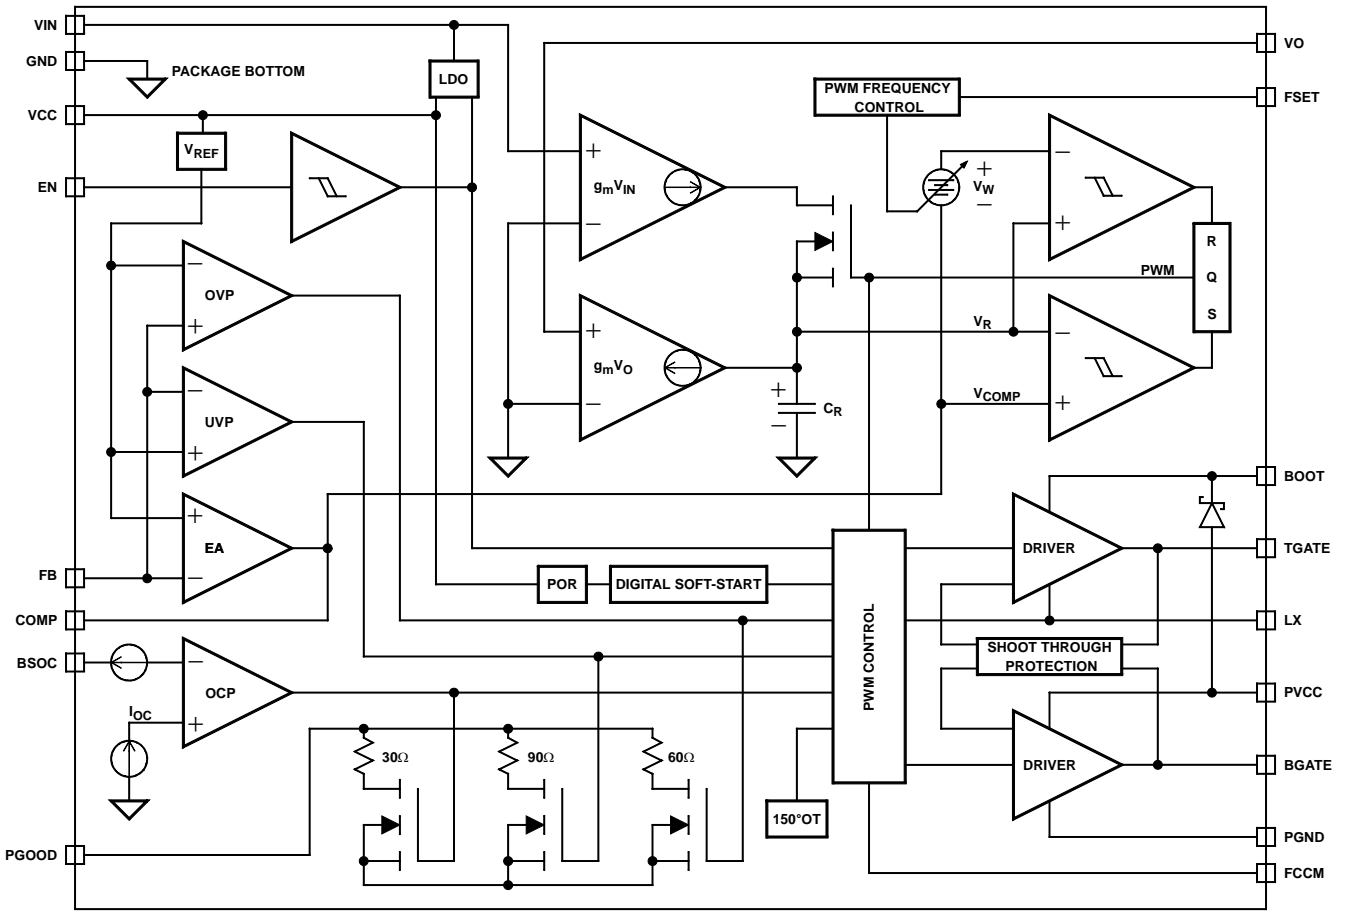 VIN
VO
GND
PACKAGE BOTTOM
LDO
PWM FREQUENCY
CONTROL
FSET
VCC
VREF
EN
gmVIN
+
−
+
VW
−
−
+
R
Q
S
PWM
OVP
−
+
gmVO
+
−
VR
−
+
VCOMP
+
−
CR
UVP
−
+
EA
+
−
BOOT
DRIVER
TGATE
FB
POR
DIGITAL SOFT-START
COMP
LX
PWM CONTROL
SHOOT THROUGH
PROTECTION
BSOC
OCP
−
+
IOC
PVCC
30Ω
90Ω
60Ω
DRIVER
BGATE
150°OT
PGND
PGOOD
FCCM